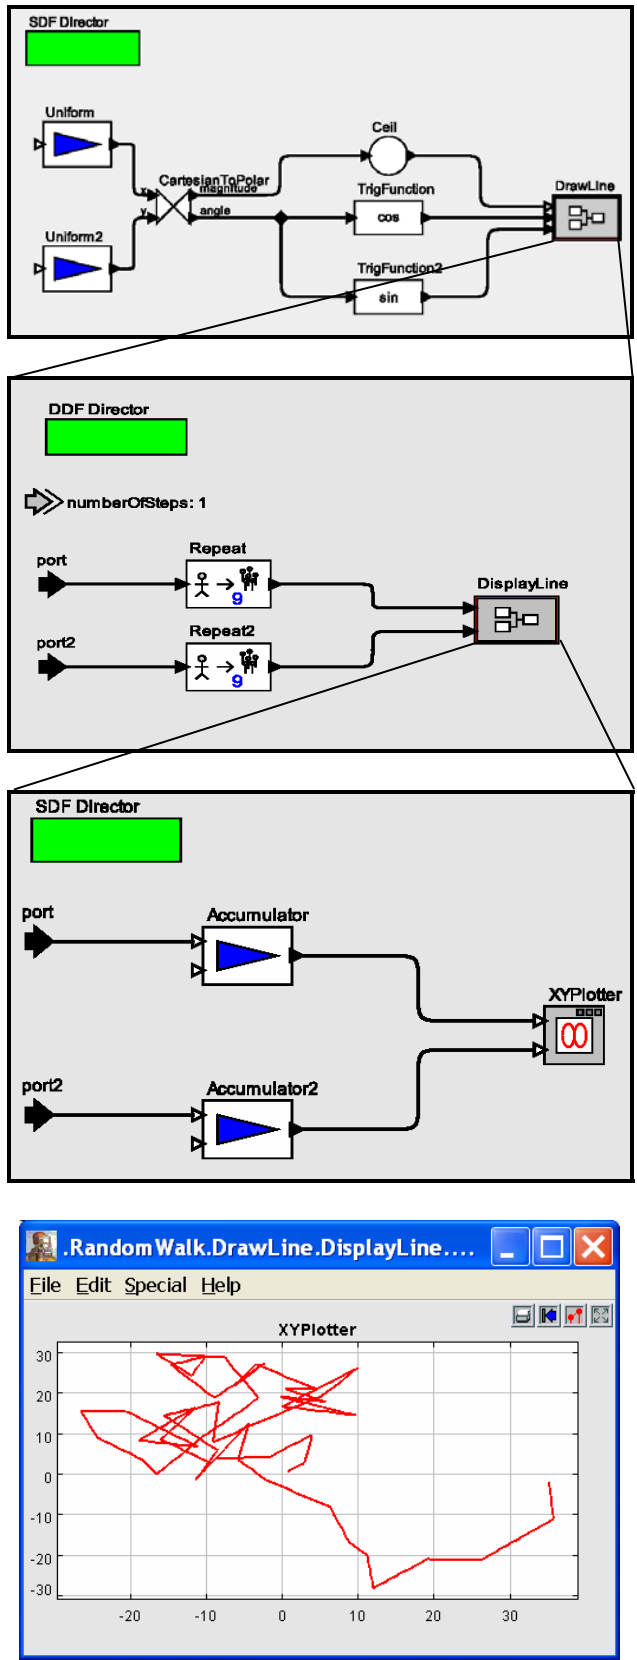 SDF Director
Uniform
Ceil
CartesianToPolar
x
magnitude
TrigFunction
DrawLine
y
angle
cos
Uniform2
TrigFunction2
sin
DDF Director
numberOfSteps: 1
port
Repeat
9
DisplayLine
port2
Repeat2
9
SDF Director
port
Accumulator
XYPlotter
port2
Accumulator2
.RandomWalk.DrawLine.DisplayLine....
File Edit Special Help
XYPlotter
30
20
10
0
-10
-20
-30
-20 -10 0 10 20 30